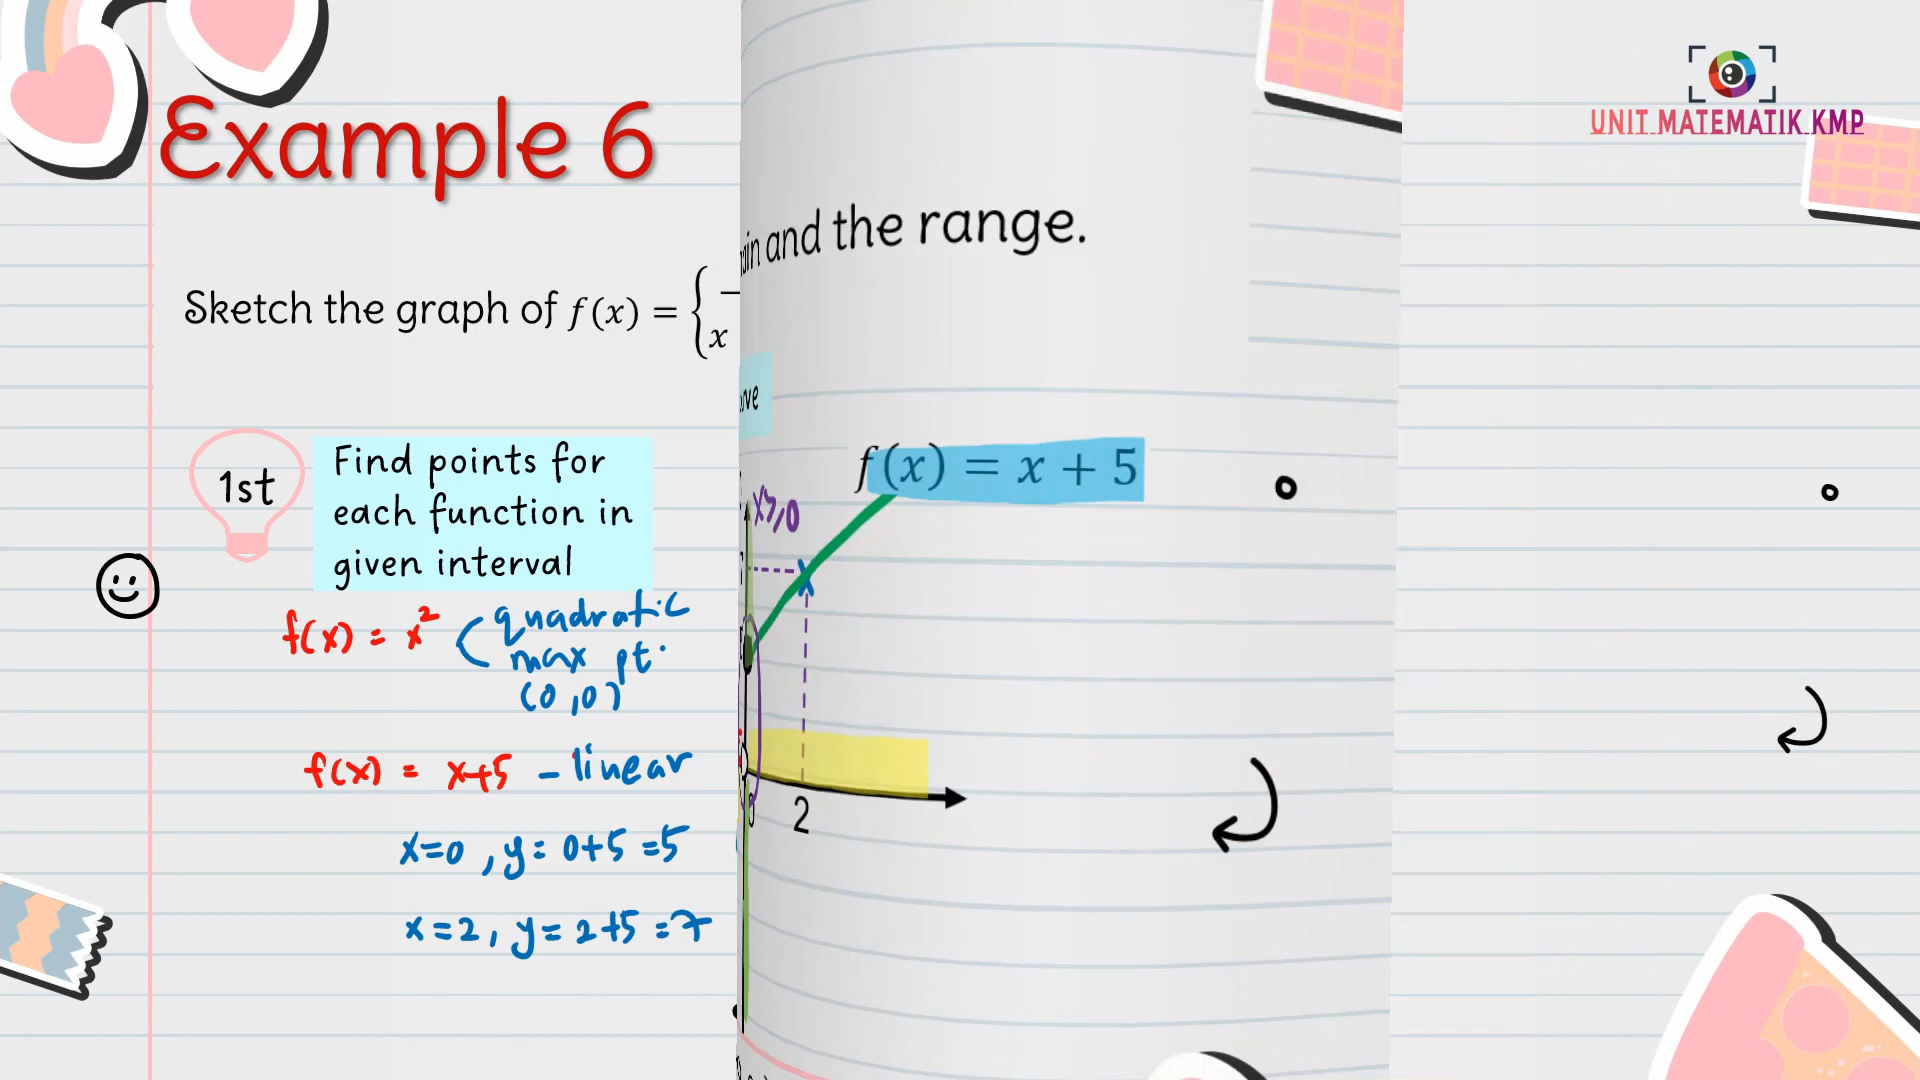 Example 6
UNIT MATEMATIK KMP
and the range.
Sketch the graph of f(x) = {
x
1st
Find points for
each function in
given interval
f(x) = x + 5
x≥0
f(x) = x²
quadratic
max pt.
(0,0)
f(x) = x+5 - linear
x=0, y= 0+5 =5
2
x=2, y= 2+5 =7